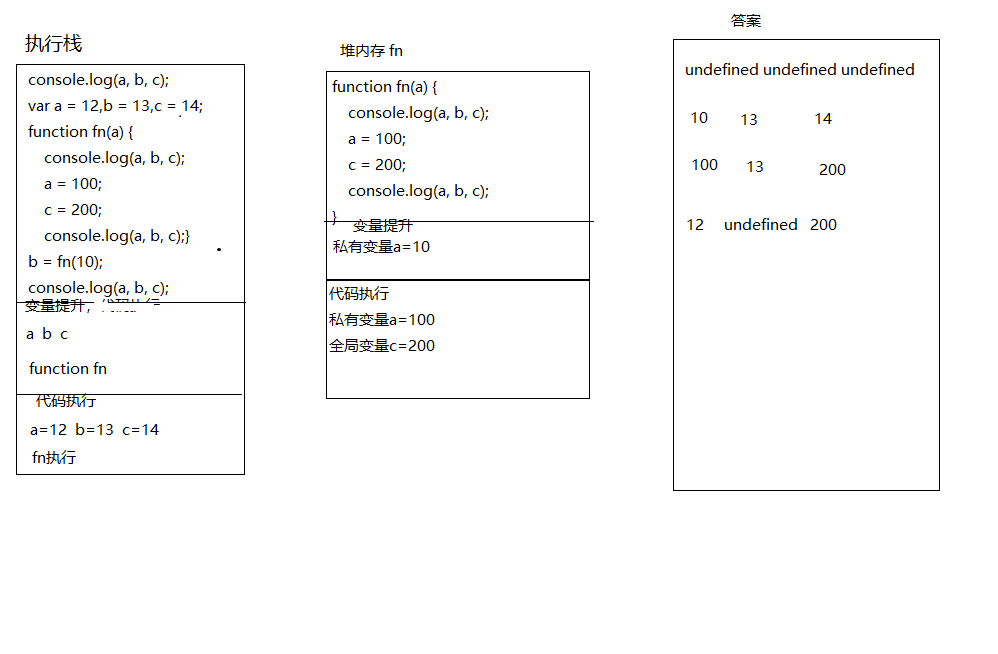 执行栈
console.log(a, b, c);
var a = 12,b = 13,c = 14;
function fn(a) {
console.log(a, b, c);
a = 100;
c = 200;
console.log(a, b, c);}
b = fn(10);
console.log(a, b, c);
变量提升，代码执行
a b c
function fn
代码执行
a=12 b=13 c=14
fn执行
堆内存 fn
function fn(a) {
console.log(a, b, c);
a = 100;
c = 200;
console.log(a, b, c);
}
变量提升
私有变量a=10
代码执行
私有变量a=100
全局变量c=200
答案
undefined undefined undefined
10 13 14
100 13 200
12 undefined 200